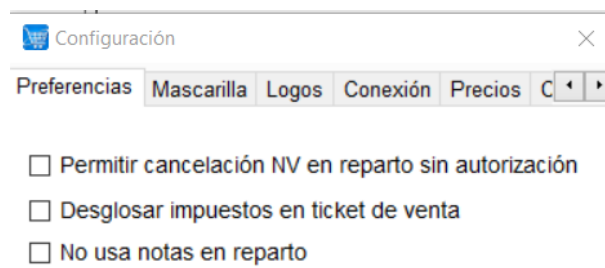 Configuración
Preferencias Mascarilla Logos Conexión Precios
Permitir cancelación NV en reparto sin autorización
Desglosar impuestos en ticket de venta
No usa notas en reparto